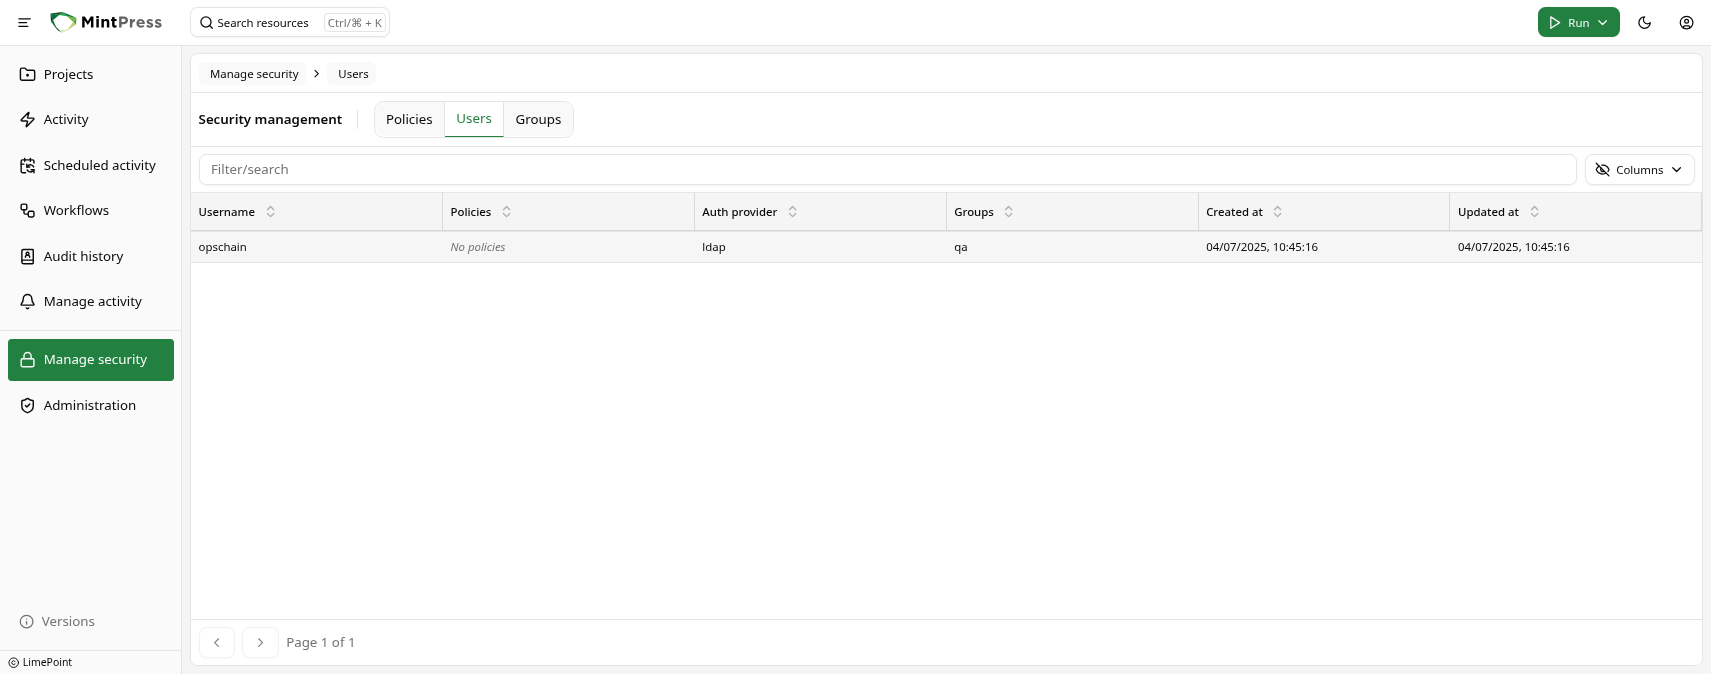 MintPress
Search resources Ctrl/⌘ + K
Run
Projects
Activity
Scheduled activity
Workflows
Audit history
Manage activity
Manage security
Administration
Versions
LimePoint
Manage security > Users
Security management Policies Users Groups
Filter/search Columns
Username Policies Auth provider Groups Created at Updated at
opschain No policies ldap qa 04/07/2025, 10:45:16 04/07/2025, 10:45:16
Page 1 of 1